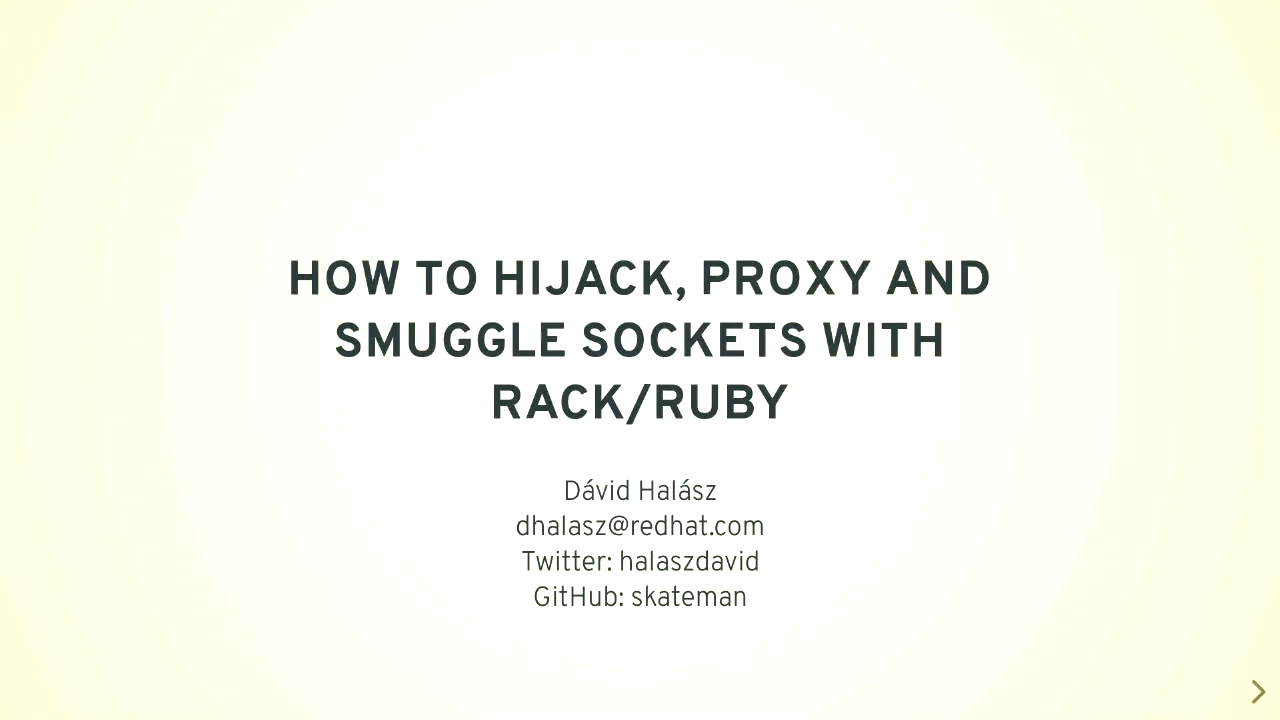 HOW TO HIJACK, PROXY AND
SMUGGLE SOCKETS WITH
RACK/RUBY
Dávid Halász
dhalasz@redhat.com
Twitter: halaszdavid
GitHub: skateman